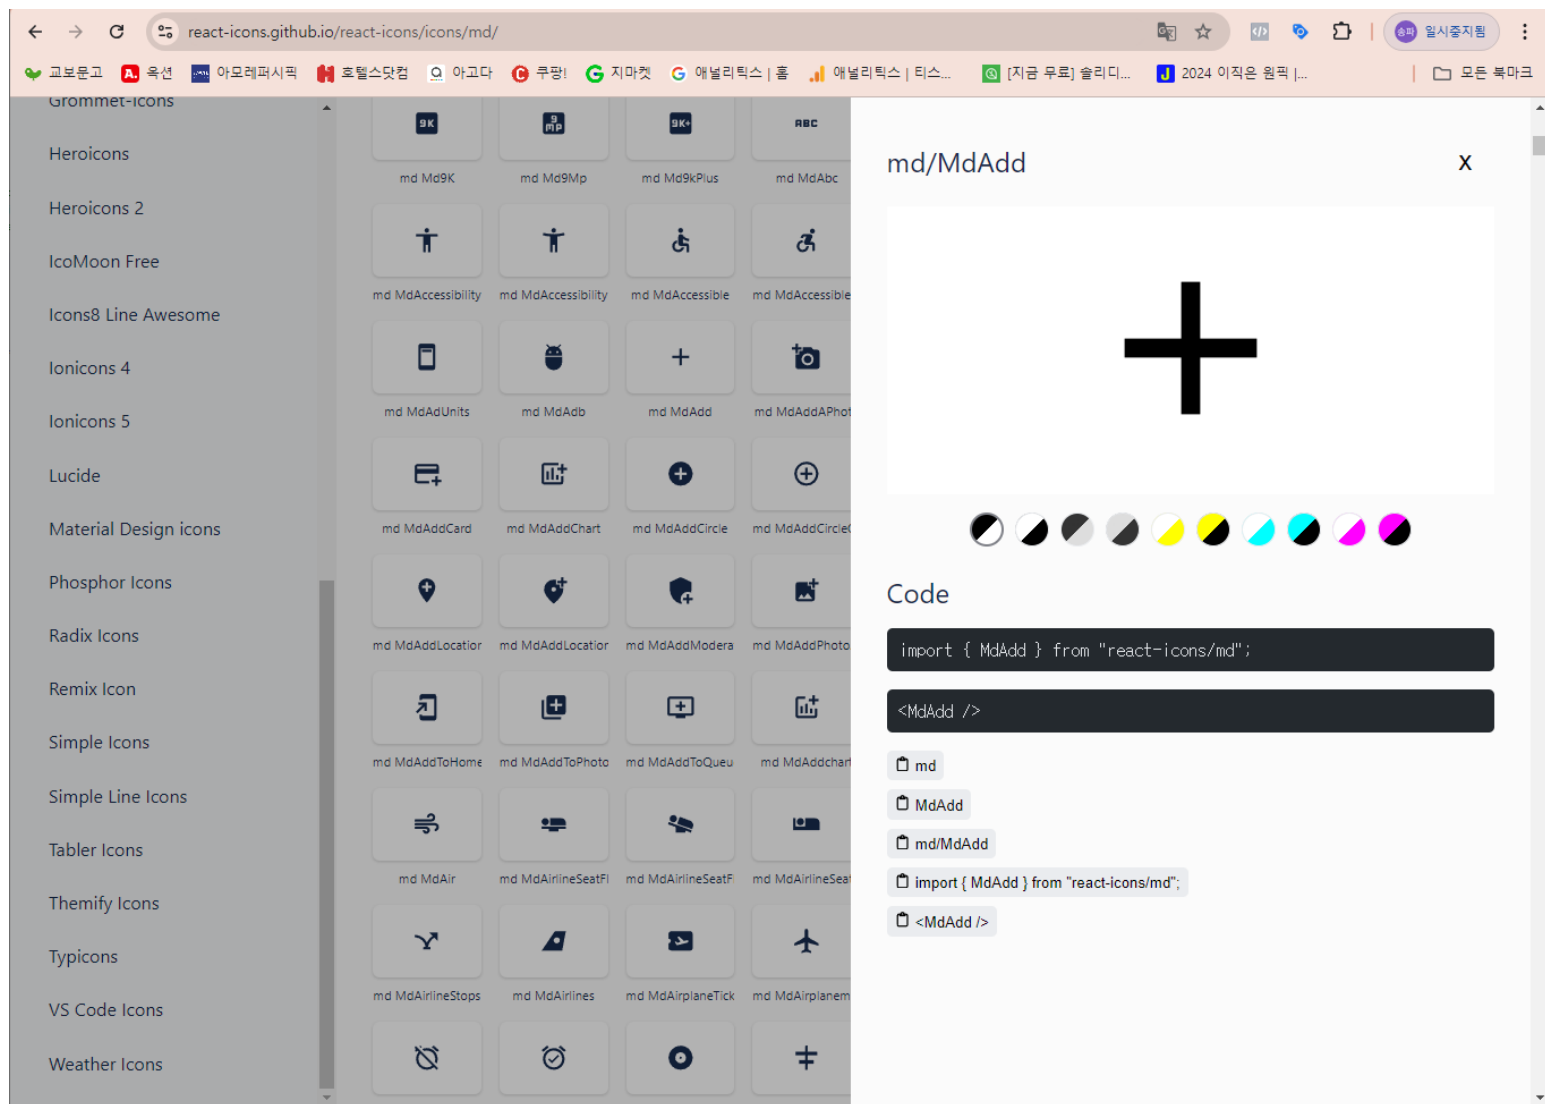 react-icons.github.io/react-icons/icons/md/
송파 일시중지됨
교보문고 A. 옥션 아모레퍼시픽 호텔스닷컴 아고다 쿠팡! G 지마켓 G 애널리틱스 | 홈 애널리틱스 | 티스... [지금 무료] 솔리디... J 2024 이직은 원픽 |... 모든 북마크
Grommet-Icons
Heroicons
Heroicons 2
IcoMoon Free
Icons8 Line Awesome
Ionicons 4
Ionicons 5
Lucide
Material Design icons
Phosphor Icons
Radix Icons
Remix Icon
Simple Icons
Simple Line Icons
Tabler Icons
Themify Icons
Typicons
VS Code Icons
Weather Icons
9K 9 mp 9K+ ABC
md Md9K md Md9Mp md Md9kPlus md MdAbc
md MdAccessibility md MdAccessibility md MdAccessible md MdAccessible
md MdAdUnits md MdAdb md MdAdd md MdAddAPhot
md MdAddCard md MdAddChart md MdAddCircle md MdAddCircleO
md MdAddLocation md MdAddLocation md MdAddModera md MdAddPhoto
md MdAddToHome md MdAddToPhoto md MdAddToQueu md MdAddchart
md MdAir md MdAirlineSeatFl md MdAirlineSeatF md MdAirlineSeat
md MdAirlineStops md MdAirlines md MdAirplaneTick md MdAirplanem
md/MdAdd X
Code
import { MdAdd } from "react-icons/md";
<MdAdd />
md
MdAdd
md/MdAdd
import { MdAdd } from "react-icons/md";
<MdAdd />